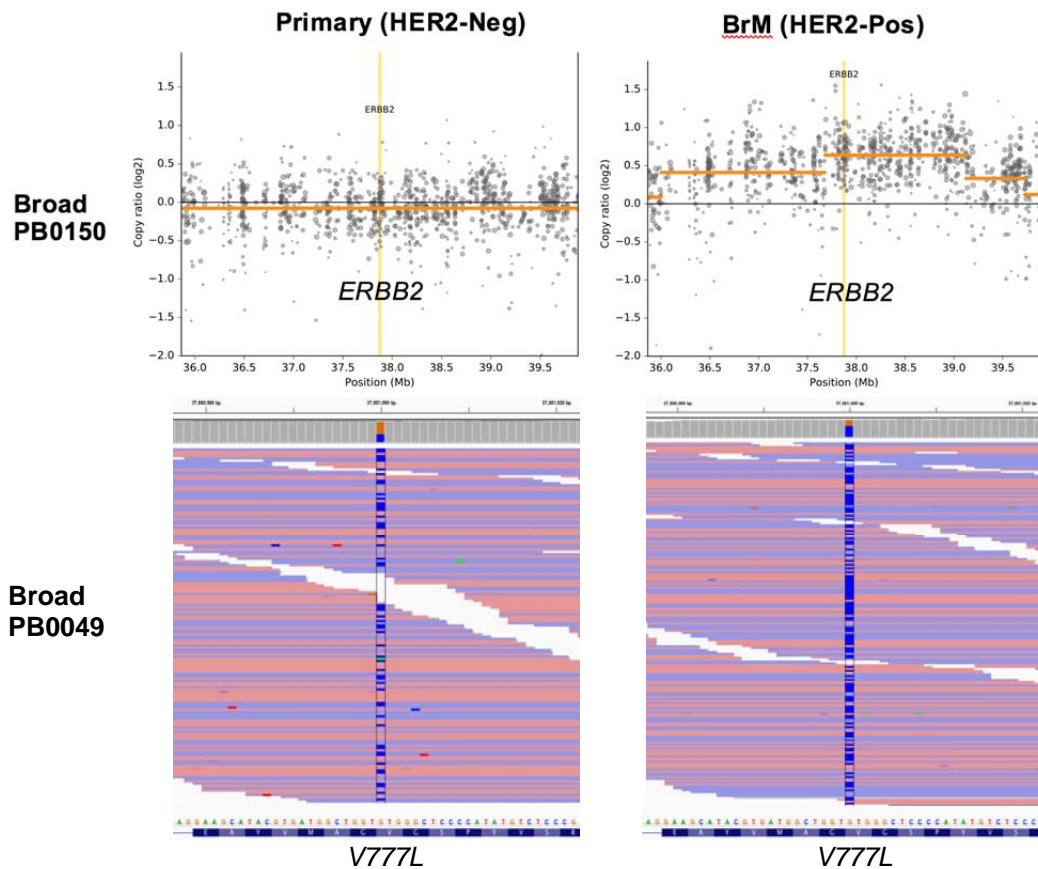 Primary (HER2-Neg)
BrM (HER2-Pos)
Broad
PB0150
Copy ratio (log2)
1.5
1.0
0.5
0.0
−0.5
−1.0
−1.5
−2.0
ERBB2
ERBB2
36.0 36.5 37.0 37.5 38.0 38.5 39.0 39.5
Position (Mb)
Copy ratio (log2)
1.5
1.0
0.5
0.0
−0.5
−1.0
−1.5
−2.0
ERBB2
ERBB2
36.0 36.5 37.0 37.5 38.0 38.5 39.0 39.5
Position (Mb)
Broad
PB0049
AGGAAGCATACGTGATGGCTGGTGTGGGCTCCCCATATGTCTCCCG
E A Y V M A G V G S P Y V S R
V777L
AGGAAGCATACGTGATGGCTGGTGTGGGCTCCCCATATGTCTCCC
E A Y V M A G V G S P Y V S
V777L